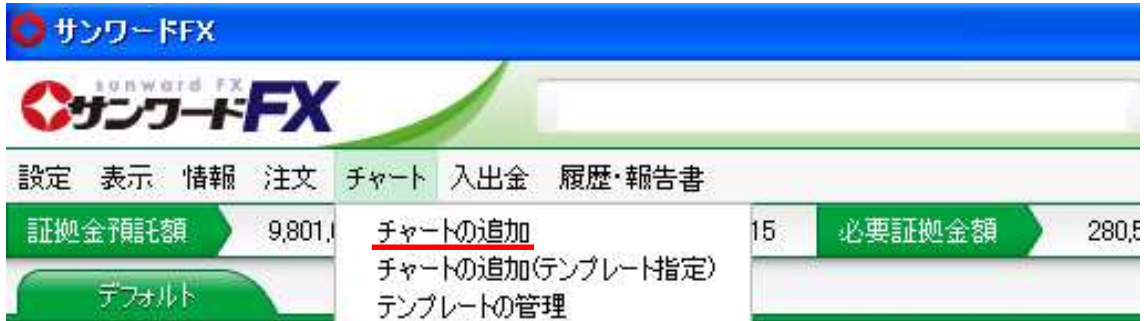 サンワードFX
sunward FX
サンワードFX
設定 表示 情報 注文 チャート 入出金 履歴・報告書
証拠金預託額 9,801, 15 必要証拠金額 280,5
チャートの追加
チャートの追加(テンプレート指定)
デフォルト
テンプレートの管理